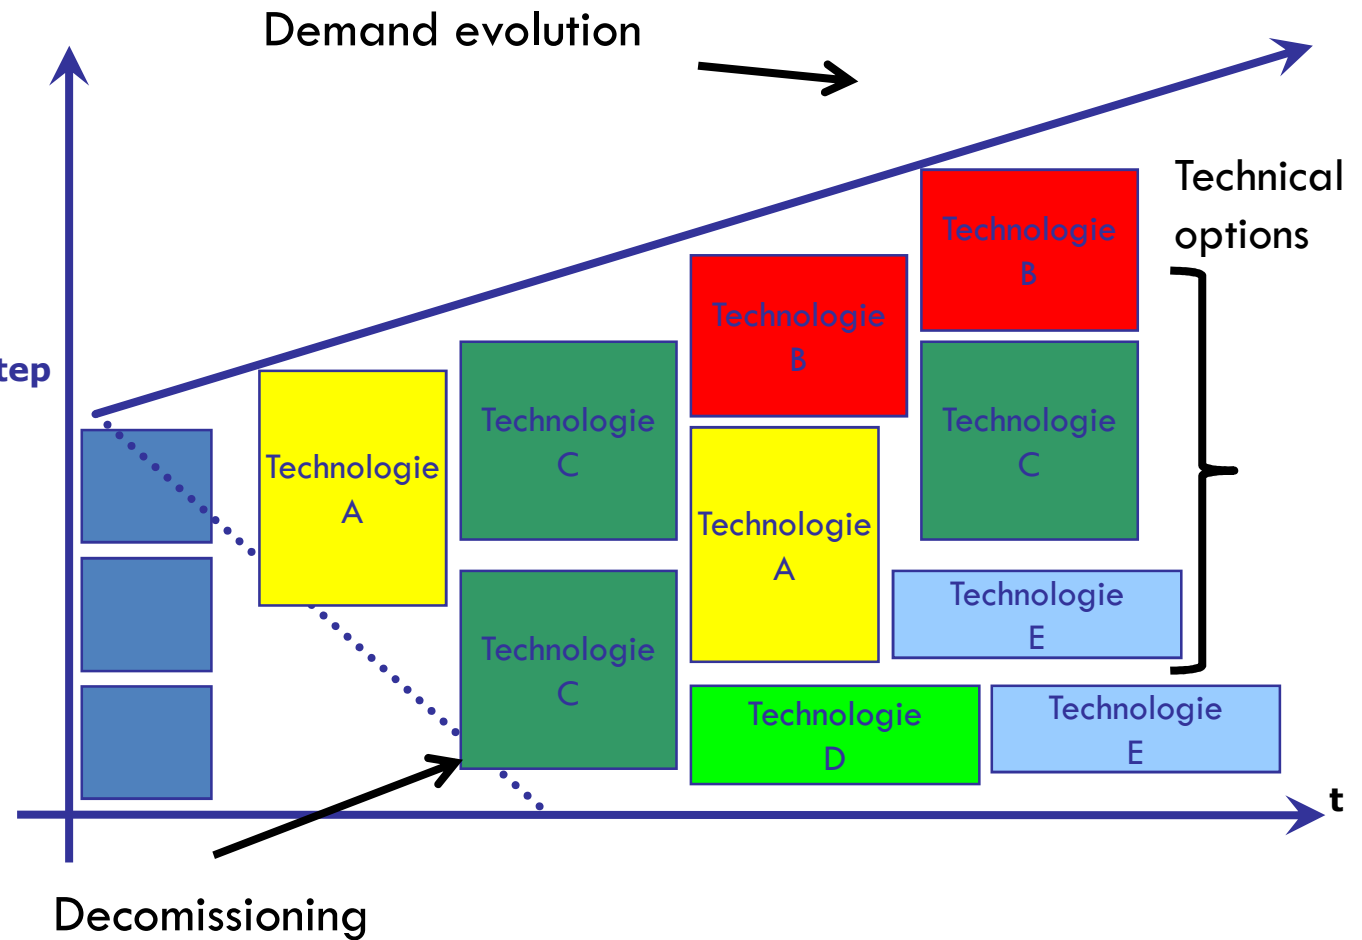 Demand evolution
Technical
options
tep
Technologie
B
Technologie
B
Technologie
C
Technologie
C
Technologie
A
Technologie
A
Technologie
E
Technologie
C
Technologie
D
Technologie
E
t
Decomissioning